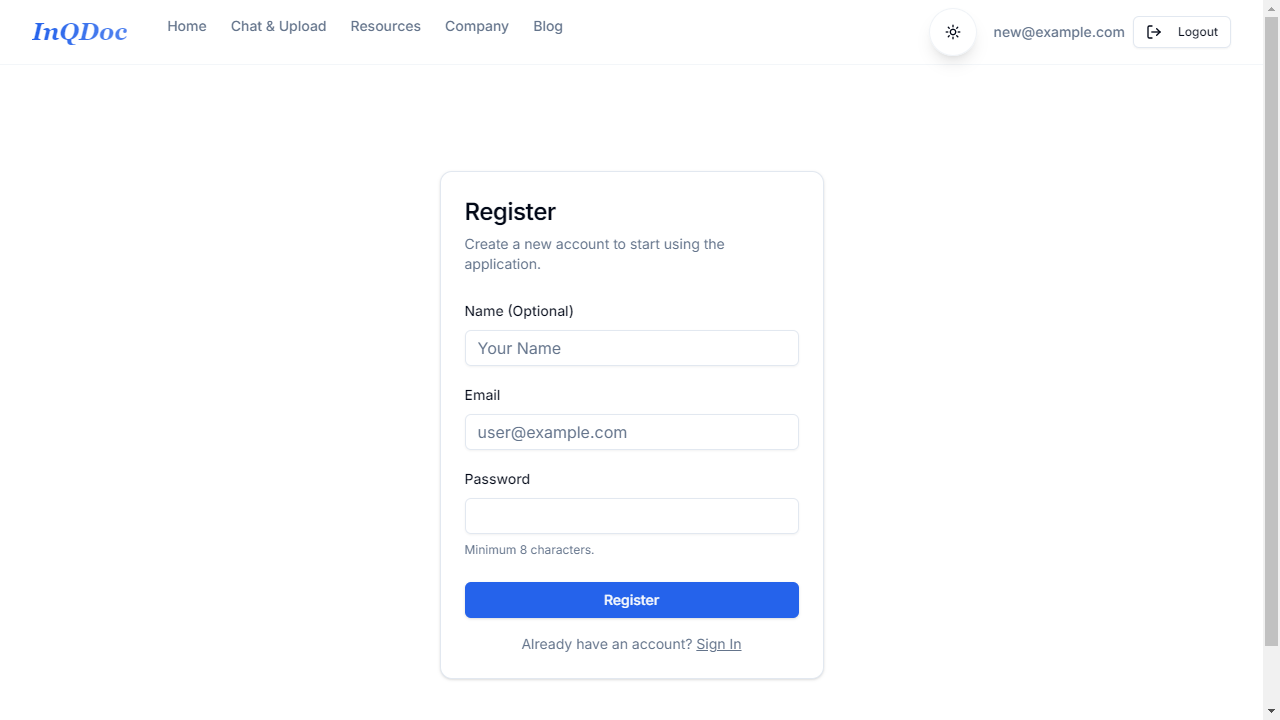 InQDoc
Home
Chat & Upload
Resources
Company
Blog
new@example.com
Logout
Register
Create a new account to start using the
application.
Name (Optional)
Your Name
Email
user@example.com
Password
Minimum 8 characters.
Register
Already have an account? Sign In